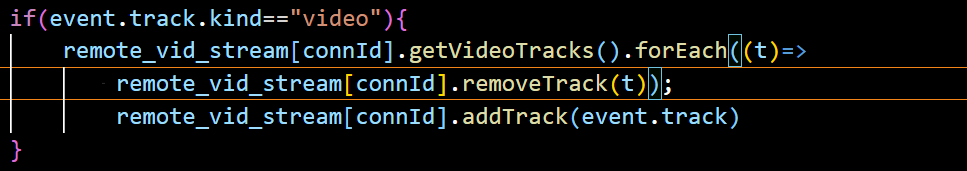 if(event.track.kind=="video"){
remote_vid_stream[connId].getVideoTracks().forEach((t)=>
remote_vid_stream[connId].removeTrack(t));
remote_vid_stream[connId].addTrack(event.track)
}